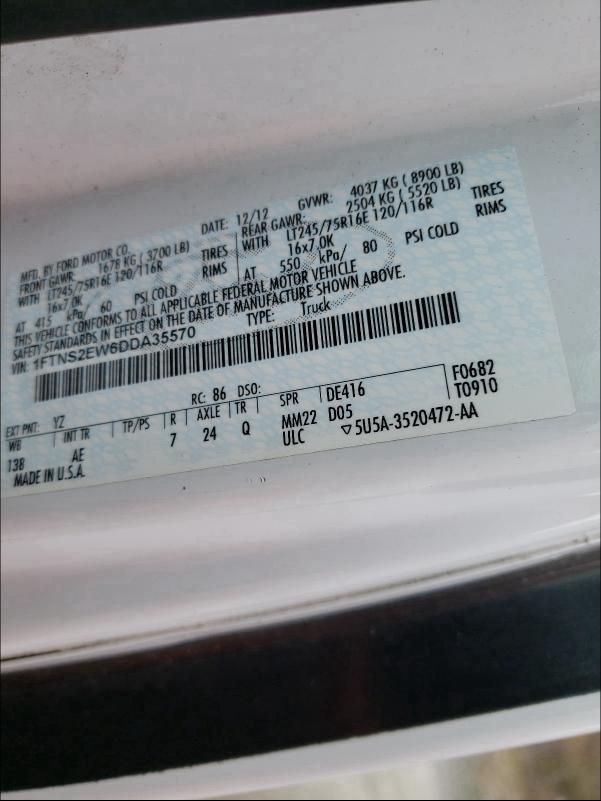 MFD. BY FORD MOTOR CO.
DATE: 12/12 GVWR: 4037 KG ( 8900 LB)
FRONT GAWR: 1678 KG ( 3700 LB) REAR GAWR: 2504 KG ( 5520 LB)
WITH LT245/75R16E 120/116R TIRES WITH LT245/75R16E 120/116R TIRES
16x7.0K RIMS 16x7.0K RIMS
AT 415 kPa/ 60 PSI COLD AT 550 kPa/ 80 PSI COLD
THIS VEHICLE CONFORMS TO ALL APPLICABLE FEDERAL MOTOR VEHICLE
SAFETY STANDARDS IN EFFECT ON THE DATE OF MANUFACTURE SHOWN ABOVE.
VIN: 1FTNS2EW6DDA35570 TYPE: Truck
EXT PNT: YZ RC: 86 DSO: F0682
WB INT TR TP/PS R AXLE TR SPR DE416 T0910
138 AE 7 24 Q MM22 D05
ULC ▽5U5A-3520472-AA
MADE IN U.S.A.